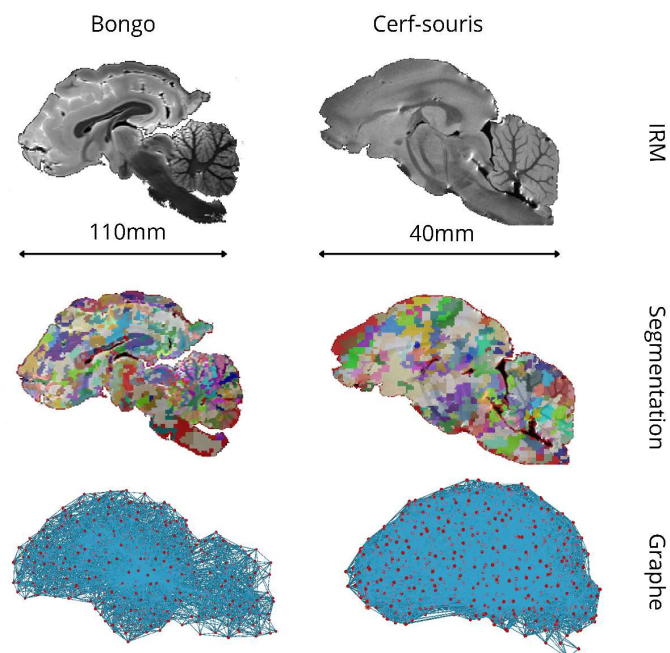 Bongo
Cerf-souris
IRM
110mm
40mm
Segmentation
Graphe